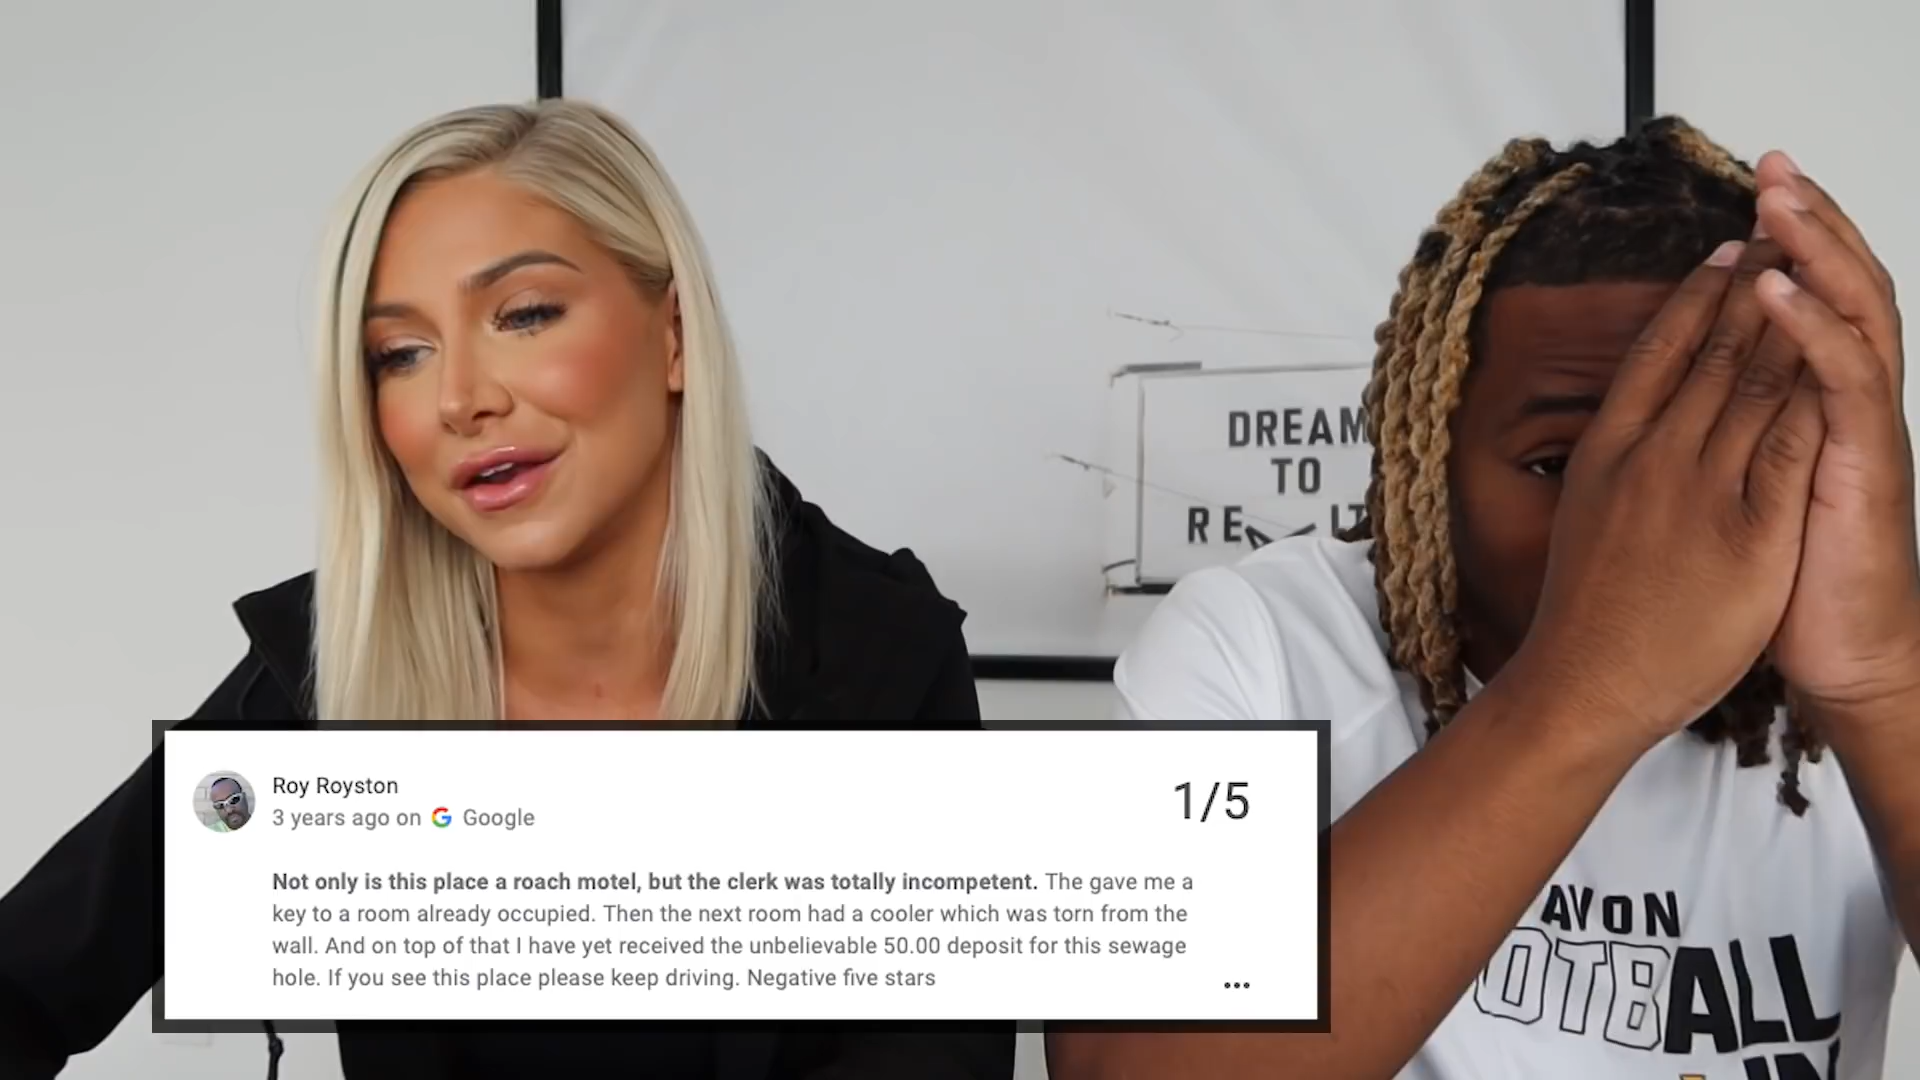 DREAM
TO
Roy Royston
3 years ago on Google
1/5
Not only is this place a roach motel, but the clerk was totally incompetent. The gave me a
key to a room already occupied. Then the next room had a cooler which was torn from the
wall. And on top of that I have yet received the unbelievable 50.00 deposit for this sewage
hole. If you see this place please keep driving. Negative five stars
AVON
OTBALL